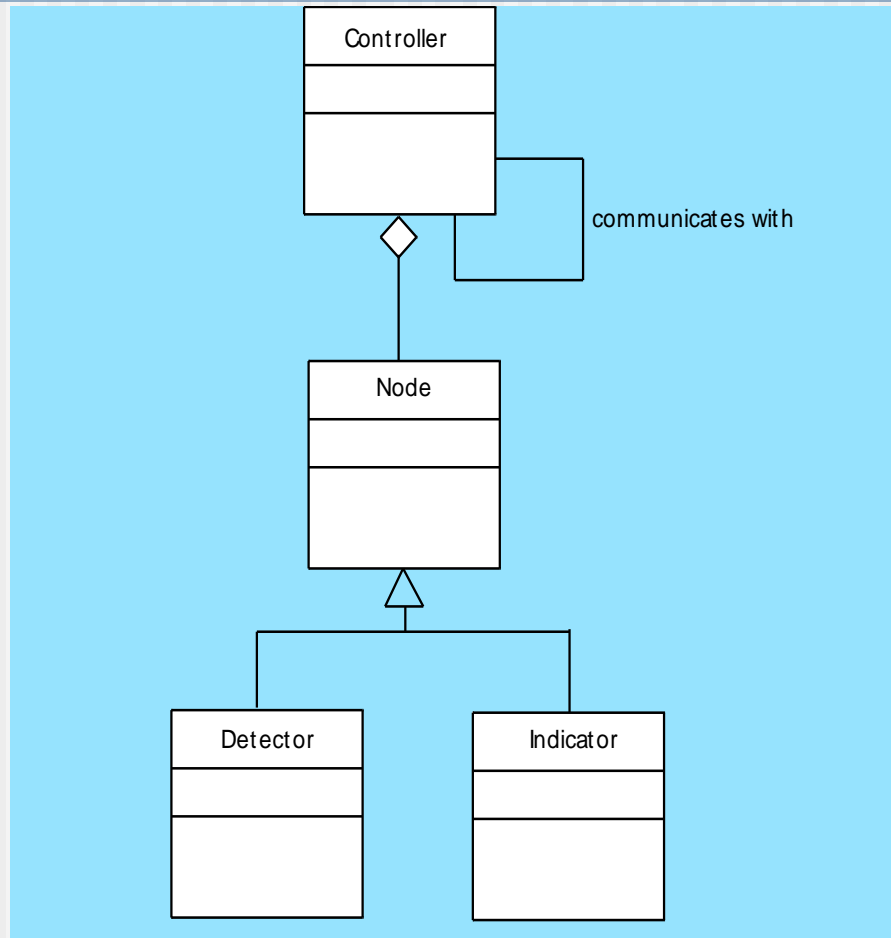 Controller
communicates with
Node
Detector
Indicator